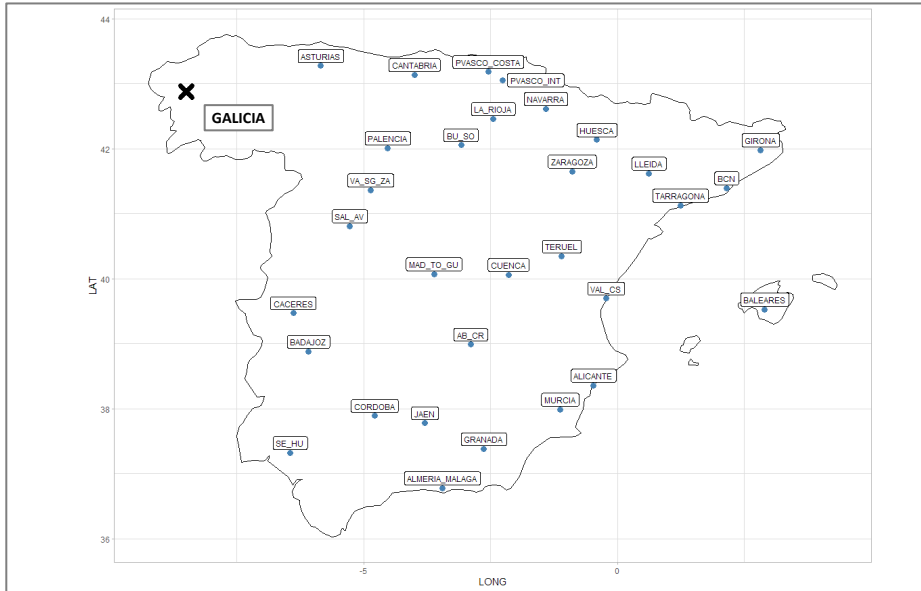 44
ASTURIAS
CANTABRIA
PVASCO_COSTA
PVASCO_INT
NAVARRA
LA_RIOJA
GALICIA
HUESCA
BU_SO
PALENCIA
42
GIRONA
ZARAGOZA
LLEIDA
BCN
VA_SG_ZA
TARRAGONA
SAL_AV
TERUEL
MAD_TO_GU
CUENCA
40
LAT
VAL_CS
BALEARES
CACERES
AB_CR
BADAJOZ
ALICANTE
MURCIA
CORDOBA
JAEN
38
SE_HU
GRANADA
ALMERIA_MALAGA
36
-5
0
LONG